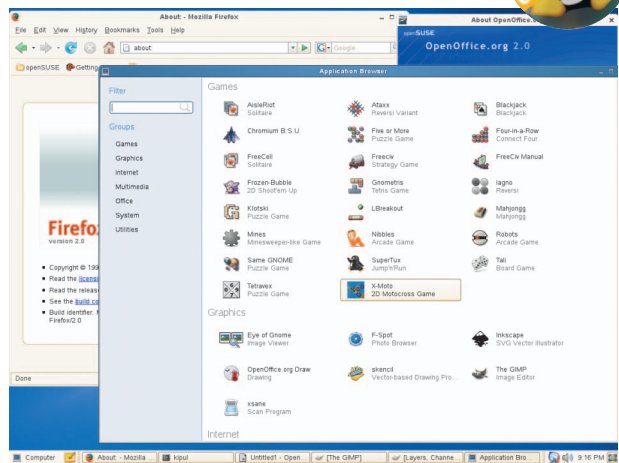 About: - Mozilla Firefox
File Edit View History Bookmarks Tools Help
about:
Google
openSUSE
Getting
About OpenOffice.o
openSUSE
OpenOffice.org 2.0
Application Browser
Filter
Groups
Games
Graphics
Internet
Multimedia
Office
System
Utilities
Games
AisleRiot
Solitaire
Ataxx
Reversi Variant
Blackjack
Blackjack
Chromium B.S.U.
Five or More
Puzzle Game
Four-in-a-Row
Connect Four
FreeCell
Solitaire
Freeciv
Strategy Game
FreeCiv Manual
Frozen-Bubble
2D Shoot'em Up
Gnometris
Tetris Game
Iagno
Reversi
Klotski
Puzzle Game
LBreakout
Mahjongg
Mahjongg
Mines
Minesweeper-like Game
Nibbles
Arcade Game
Robots
Arcade Game
Same GNOME
Puzzle Game
SuperTux
Jump'n'Run
Tali
Board Game
Tetravex
Puzzle Game
X-Moto
2D Motocross Game
Graphics
Eye of Gnome
Image Viewer
F-Spot
Photo Browser
Inkscape
SVG Vector Illustrator
OpenOffice.org Draw
Drawing
skencil
Vector-based Drawing Pro...
The GIMP
Image Editor
xsane
Scan Program
Internet
Firefo
version 2.0
Copyright © 199
Read the licensi
Read the releas
See the build co
Build identifier:
Firefox/2.0
Done
Computer
About: - Mozilla ...
kipul
Untitled1 - Open...
[The GIMP]
[Layers, Channe...
Application Bro...
9:16 PM